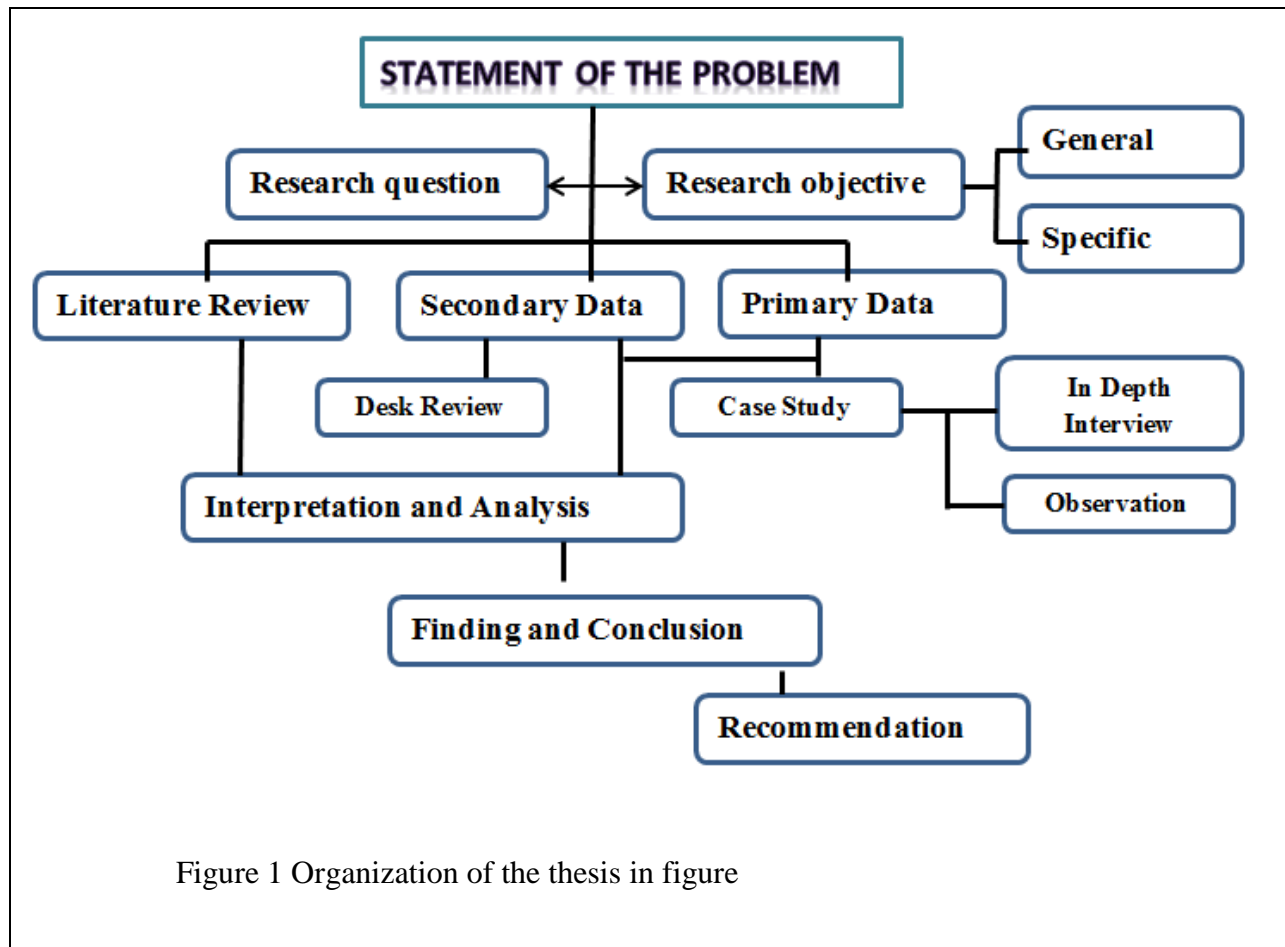 STATEMENT OF THE PROBLEM
General
Research question
Research objective
Specific
Literature Review
Secondary Data
Primary Data
Desk Review
Case Study
In Depth
Interview
Interpretation and Analysis
Observation
Finding and Conclusion
Recommendation
Figure 1 Organization of the thesis in figure